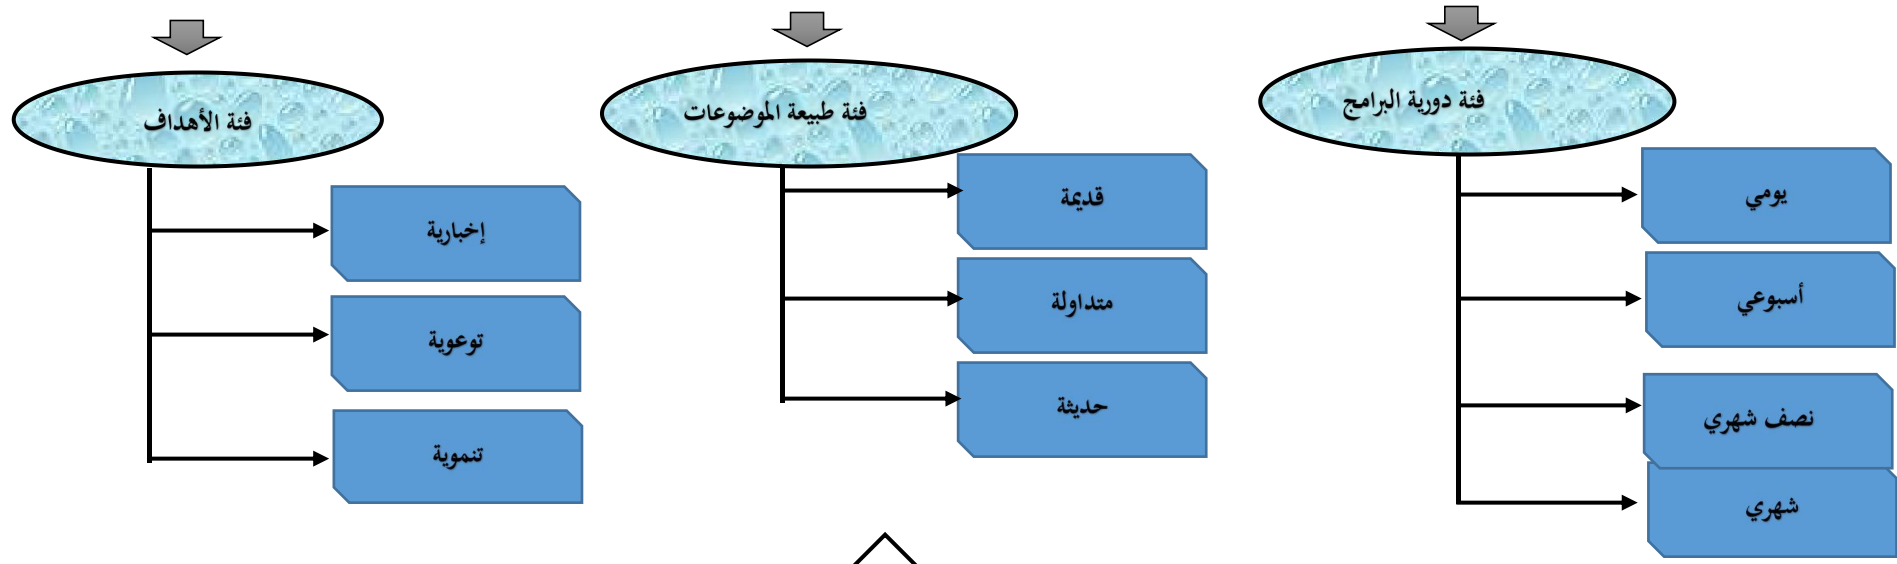 فئة دورية البرامج
يومي
أسبوعي
نصف شهري
شهري
فئة طبيعة الموضوعات
قديمة
متداولة
حديثة
فئة الأهداف
إخبارية
توعوية
تنموية